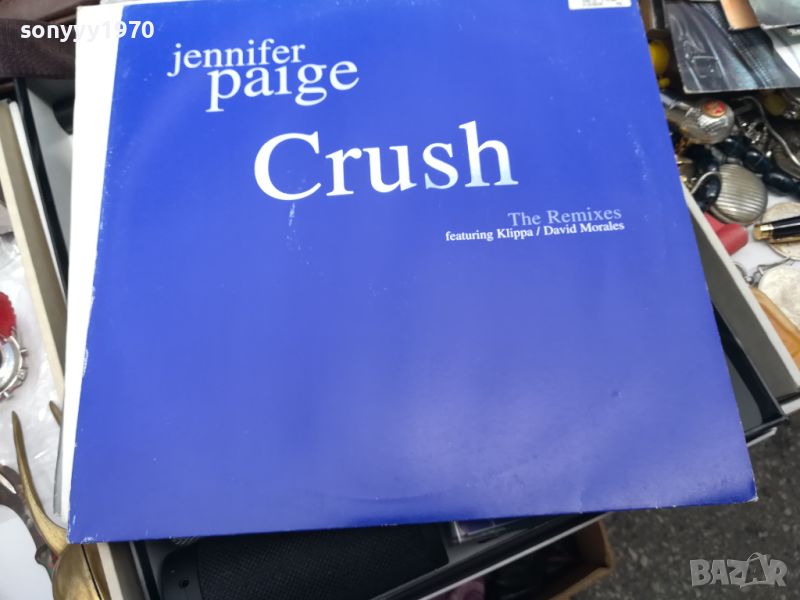 sonyyy1970
jennifer
paige
Crush
The Remixes
featuring Klippa / David Morales
BAZAR